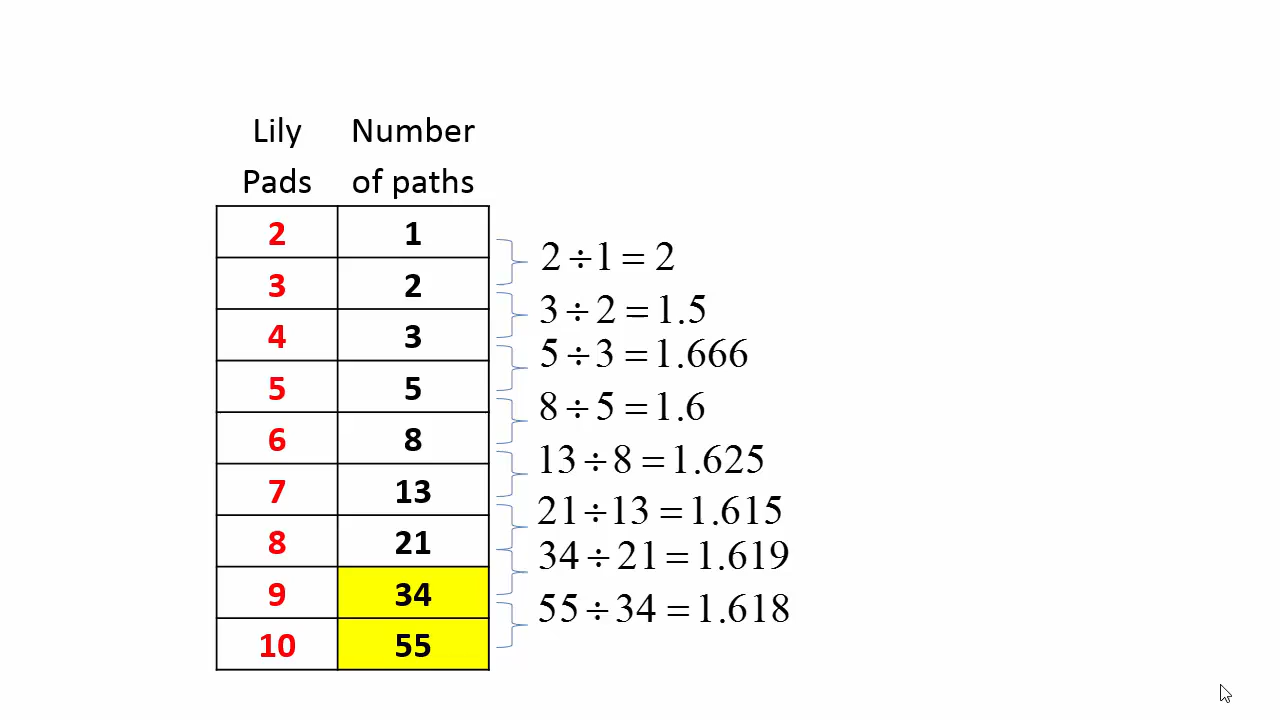 Lily Number
Pads of paths
2 1
2 ÷ 1 = 2
3 2
3 ÷ 2 = 1.5
4 3
5 ÷ 3 = 1.666
5 5
8 ÷ 5 = 1.6
6 8
13 ÷ 8 = 1.625
7 13
21 ÷ 13 = 1.615
8 21
34 ÷ 21 = 1.619
9 34
55 ÷ 34 = 1.618
10 55